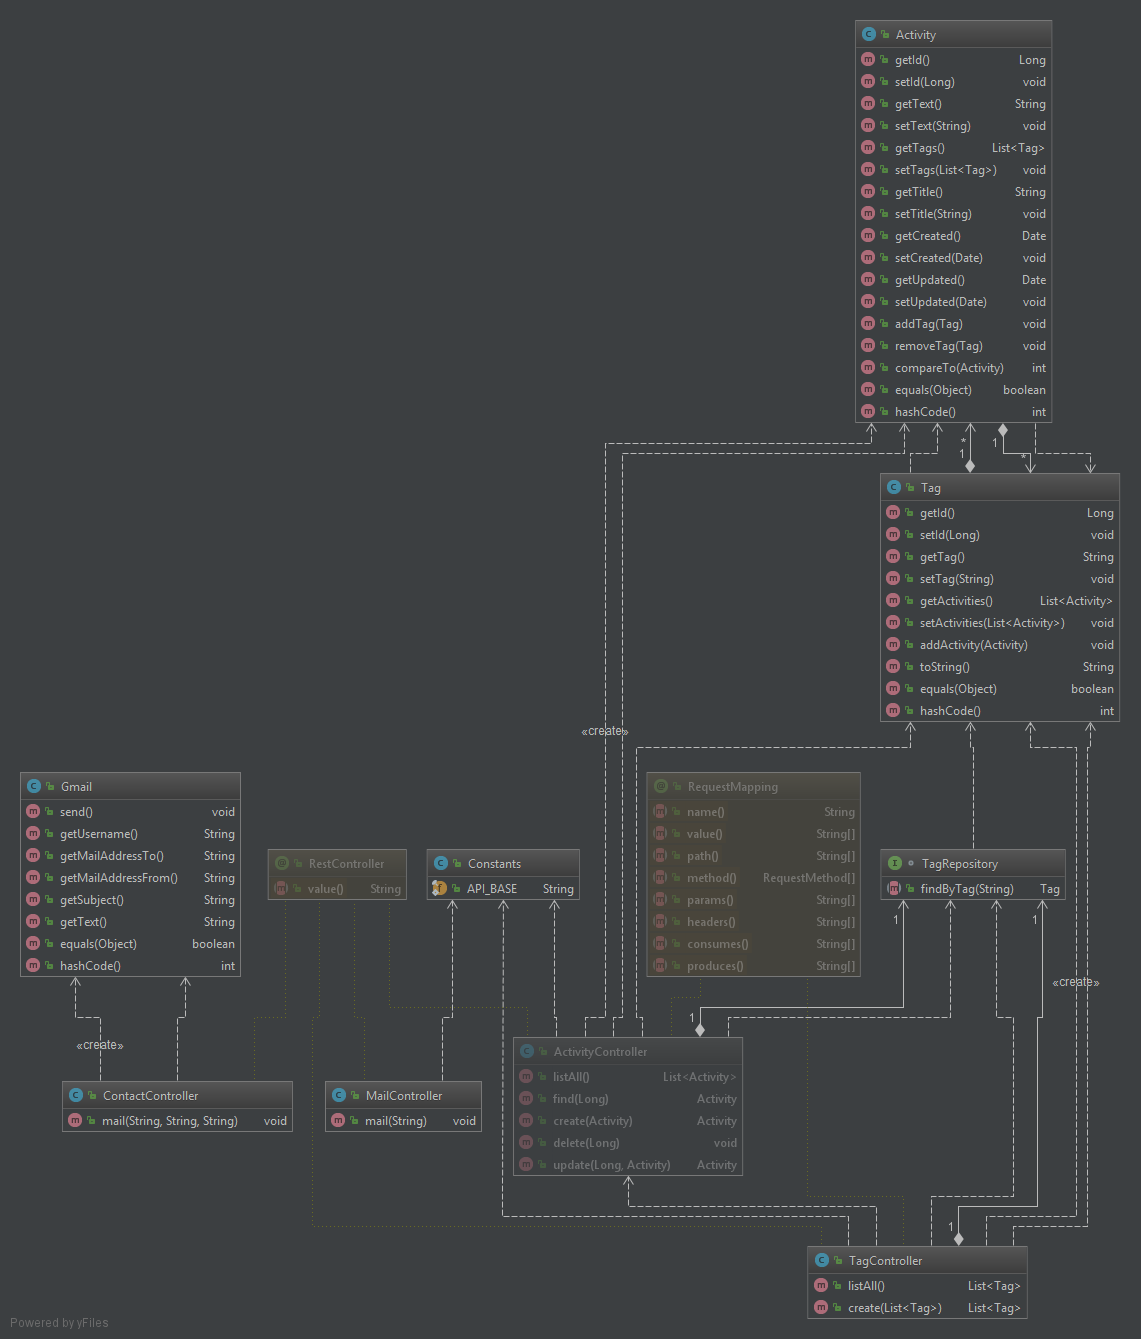 Activity
getId() Long
setId(Long) void
getText() String
setText(String) void
getTags() List<Tag>
setTags(List<Tag>) void
getTitle() String
setTitle(String) void
getCreated() Date
setCreated(Date) void
getUpdated() Date
setUpdated(Date) void
addTag(Tag) void
removeTag(Tag) void
compareTo(Activity) int
equals(Object) boolean
hashCode() int
*
1
1
*
Tag
getId() Long
setId(Long) void
getTag() String
setTag(String) void
getActivities() List<Activity>
setActivities(List<Activity>) void
addActivity(Activity) void
toString() String
equals(Object) boolean
hashCode() int
«create»
Gmail
send() void
getUsername() String
getMailAddressTo() String
getMailAddressFrom() String
getSubject() String
getText() String
equals(Object) boolean
hashCode() int
RestController
value() String
Constants
API_BASE String
RequestMapping
name() String
value() String[]
path() String[]
method() RequestMethod[]
params() String[]
headers() String[]
consumes() String[]
produces() String[]
TagRepository
findByTag(String) Tag
1
1
«create»
1
«create»
ContactController
mail(String, String, String) void
MailController
mail(String) void
ActivityController
listAll() List<Activity>
find(Long) Activity
create(Activity) Activity
delete(Long) void
update(Long, Activity) Activity
1
TagController
listAll() List<Tag>
create(List<Tag>) List<Tag>
Powered by yFiles